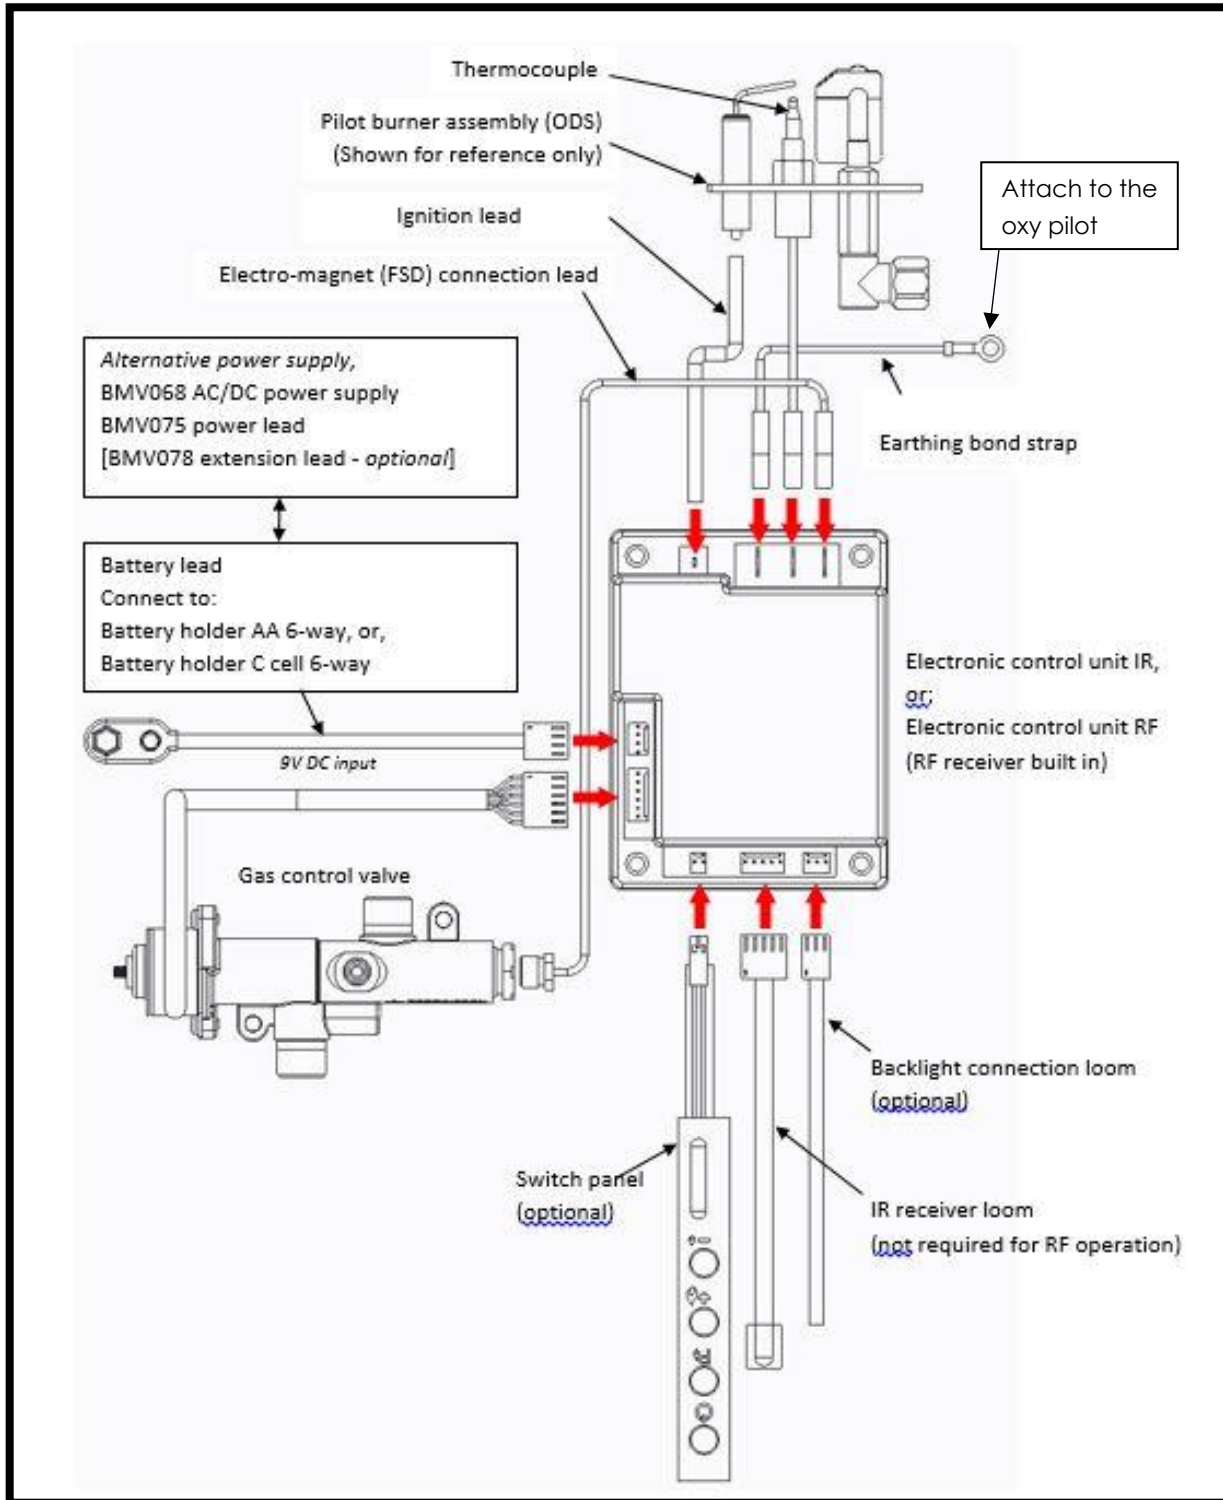 Thermocouple
Pilot burner assembly (ODS)
(Shown for reference only)
Attach to the
oxy pilot
Ignition lead
Electro-magnet (FSD) connection lead
Alternative power supply,
BMV068 AC/DC power supply
BMV075 power lead
[BMV078 extension lead - optional]
Earthing bond strap
Battery lead
Connect to:
Battery holder AA 6-way, or,
Battery holder C cell 6-way
Electronic control unit IR,
or;
Electronic control unit RF
(RF receiver built in)
9V DC input
Gas control valve
Backlight connection loom
(optional)
Switch panel
(optional)
IR receiver loom
(not required for RF operation)